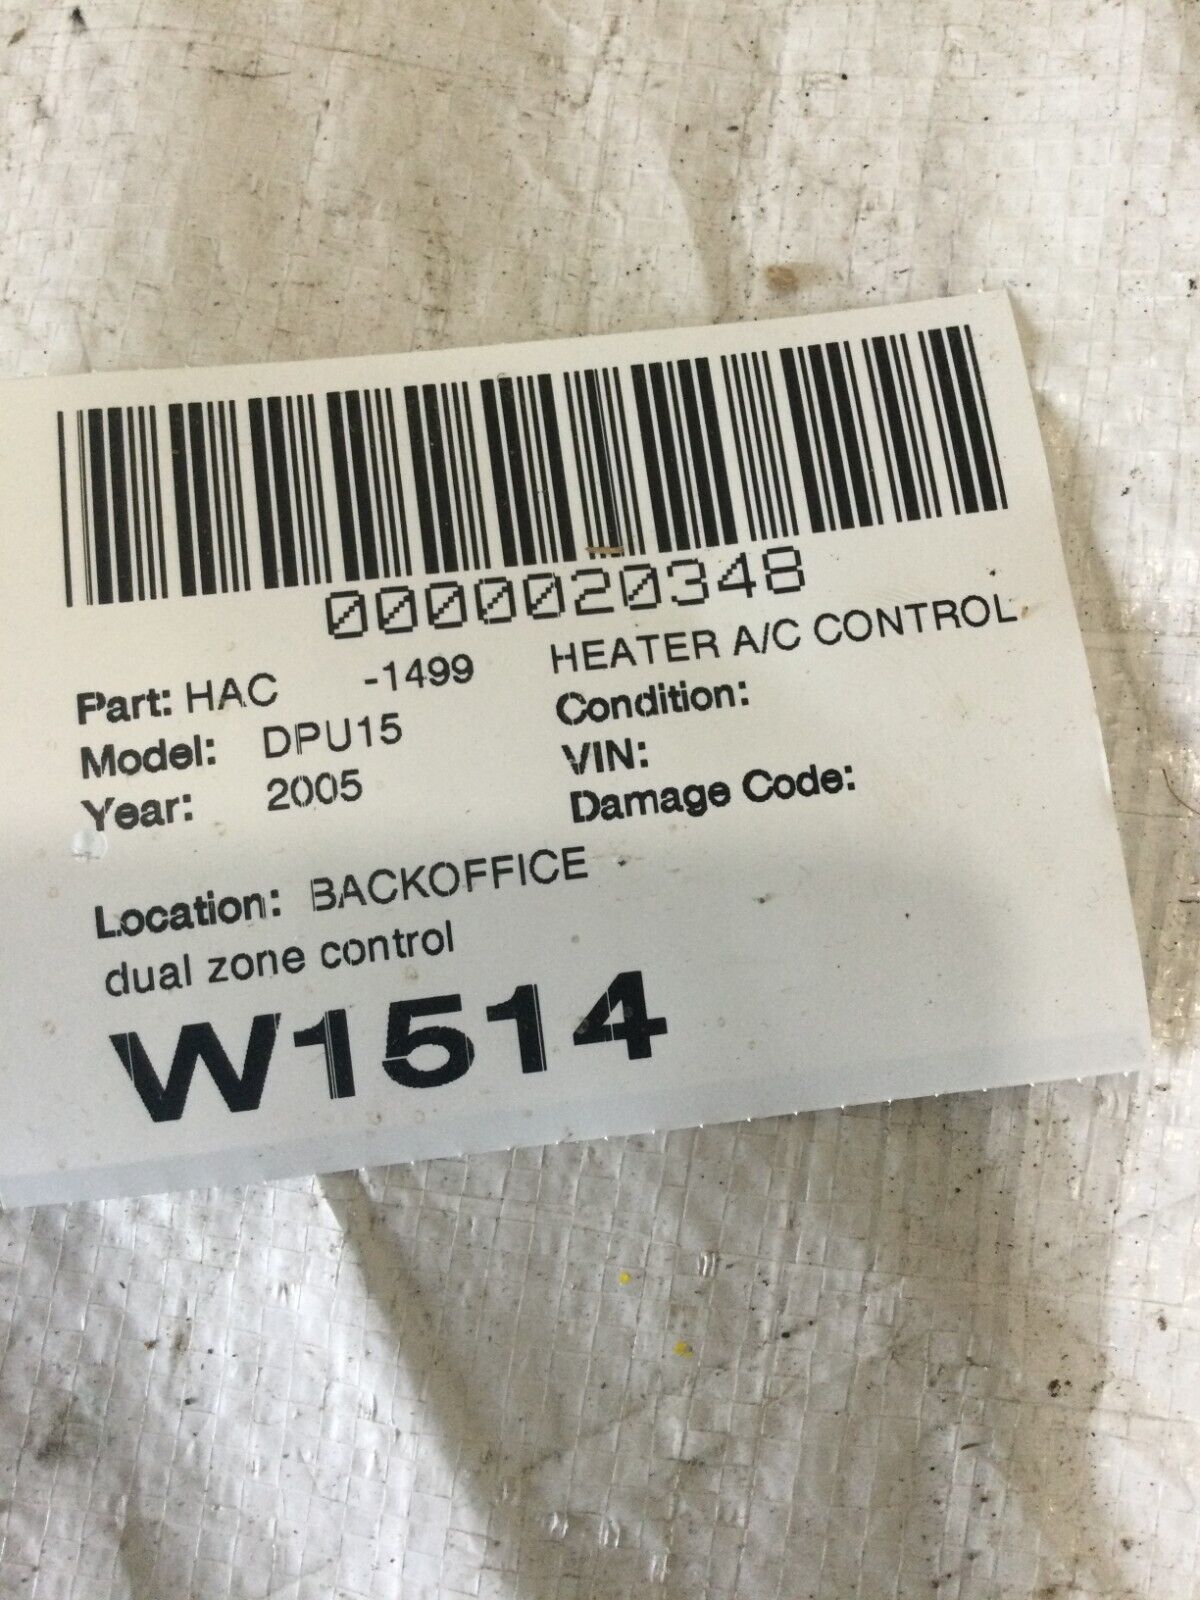 0000020348
Part: HAC -1499 HEATER A/C CONTROL
Model: DPU15 Condition:
Year: 2005 VIN:
Damage Code:
Location: BACKOFFICE
dual zone control
W1514